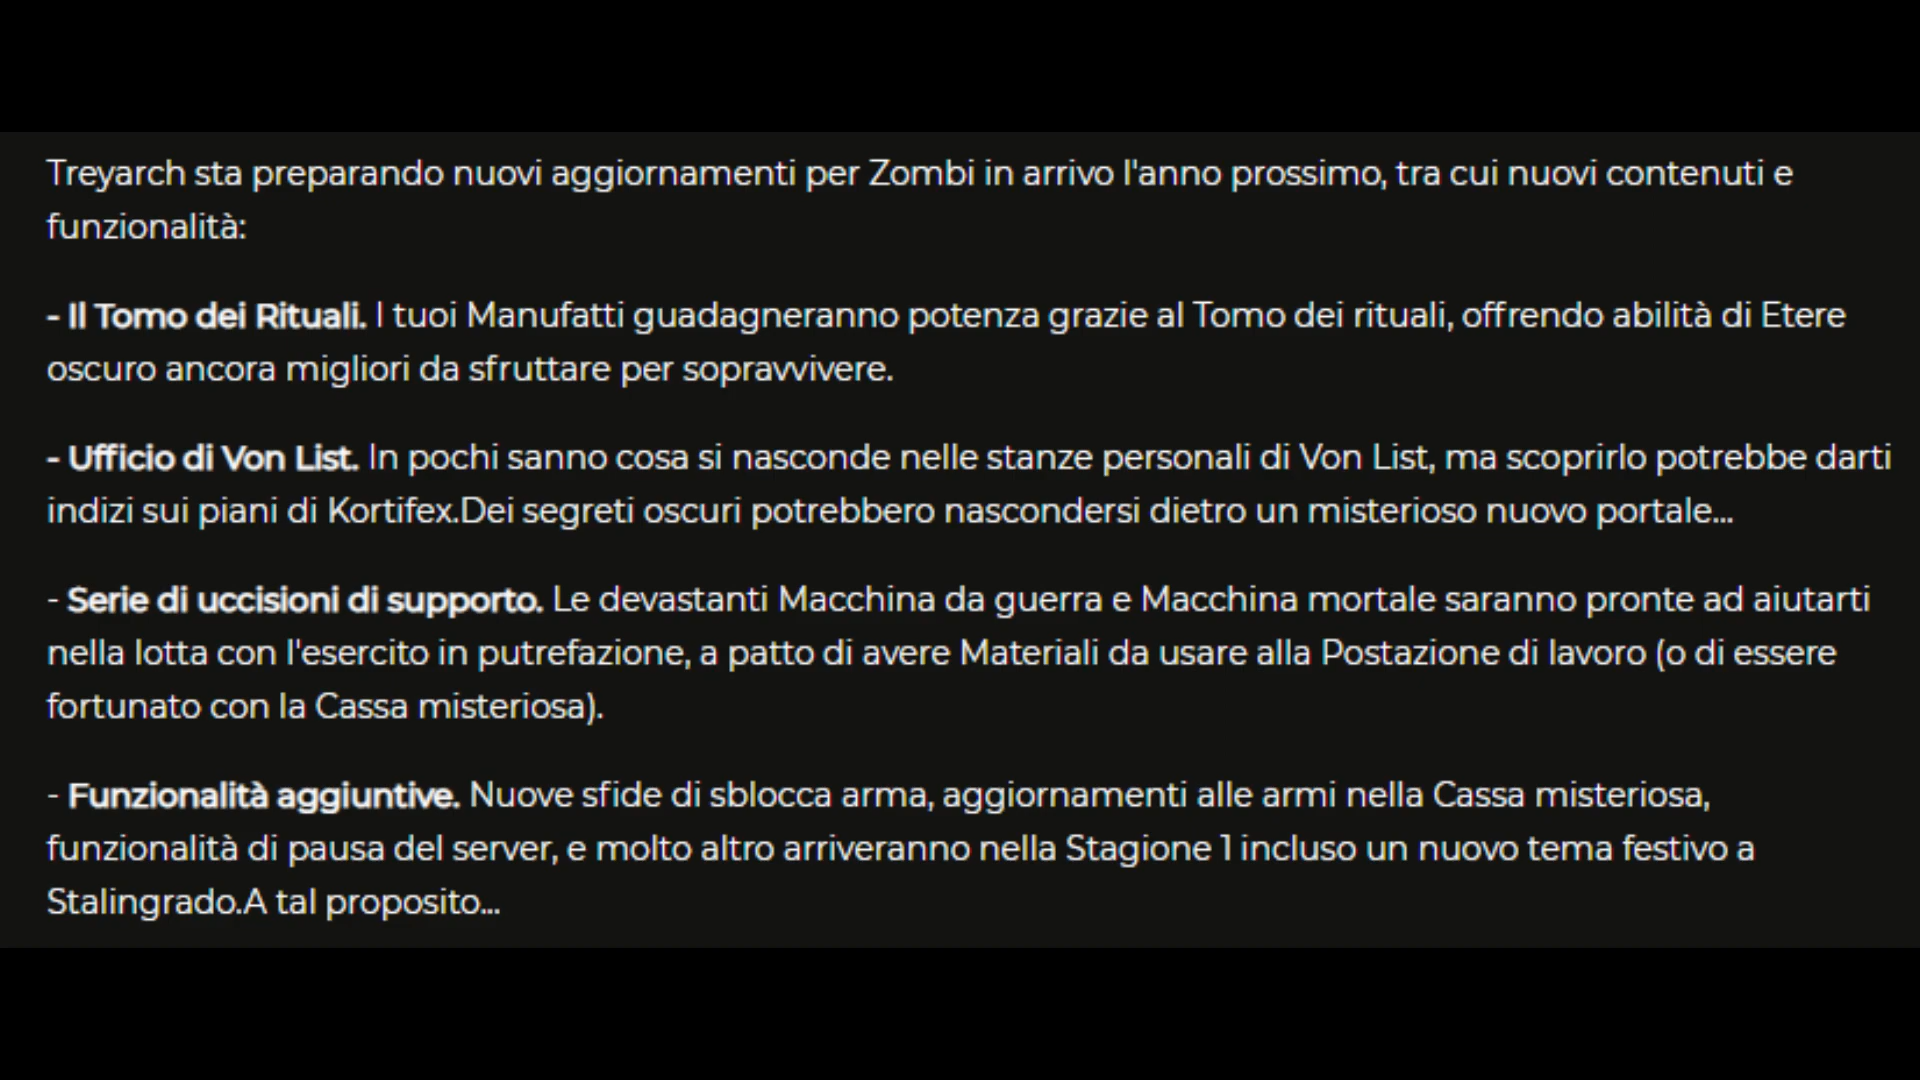 Treyarch sta preparando nuovi aggiornamenti per Zombi in arrivo l'anno prossimo, tra cui nuovi contenuti e
funzionalità:
- Il Tomo dei Rituali. I tuoi Manufatti guadagneranno potenza grazie al Tomo dei rituali, offrendo abilità di Etere
oscuro ancora migliori da sfruttare per sopravvivere.
- Ufficio di Von List. In pochi sanno cosa si nasconde nelle stanze personali di Von List, ma scoprirlo potrebbe darti
indizi sui piani di Kortifex.Dei segreti oscuri potrebbero nascondersi dietro un misterioso nuovo portale...
- Serie di uccisioni di supporto. Le devastanti Macchina da guerra e Macchina mortale saranno pronte ad aiutarti
nella lotta con l'esercito in putrefazione, a patto di avere Materiali da usare alla Postazione di lavoro (o di essere
fortunato con la Cassa misteriosa).
- Funzionalità aggiuntive. Nuove sfide di sblocca arma, aggiornamenti alle armi nella Cassa misteriosa,
funzionalità di pausa del server, e molto altro arriveranno nella Stagione 1 incluso un nuovo tema festivo a
Stalingrado.A tal proposito...